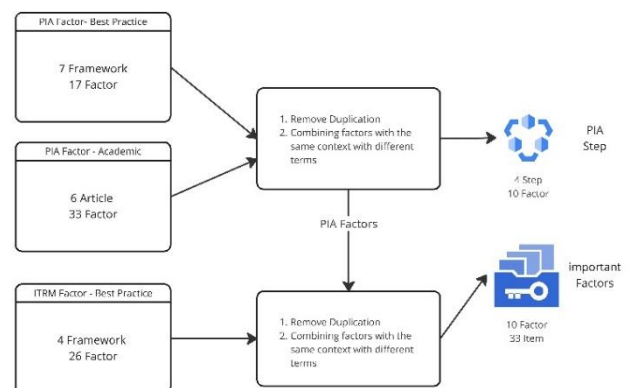 PIA Factor- Best Practice
7 Framework
17 Factor
PIA Factor - Academic
6 Article
33 Factor
1. Remove Duplication
2. Combining factors with the
same context with different
terms
PIA
Step
4 Step
10 Factor
PIA Factors
ITRM Factor - Best Practice
4 Framework
26 Factor
1. Remove Duplication
2. Combining factors with the
same context with different
terms
important
Factors
10 Factor
33 Item